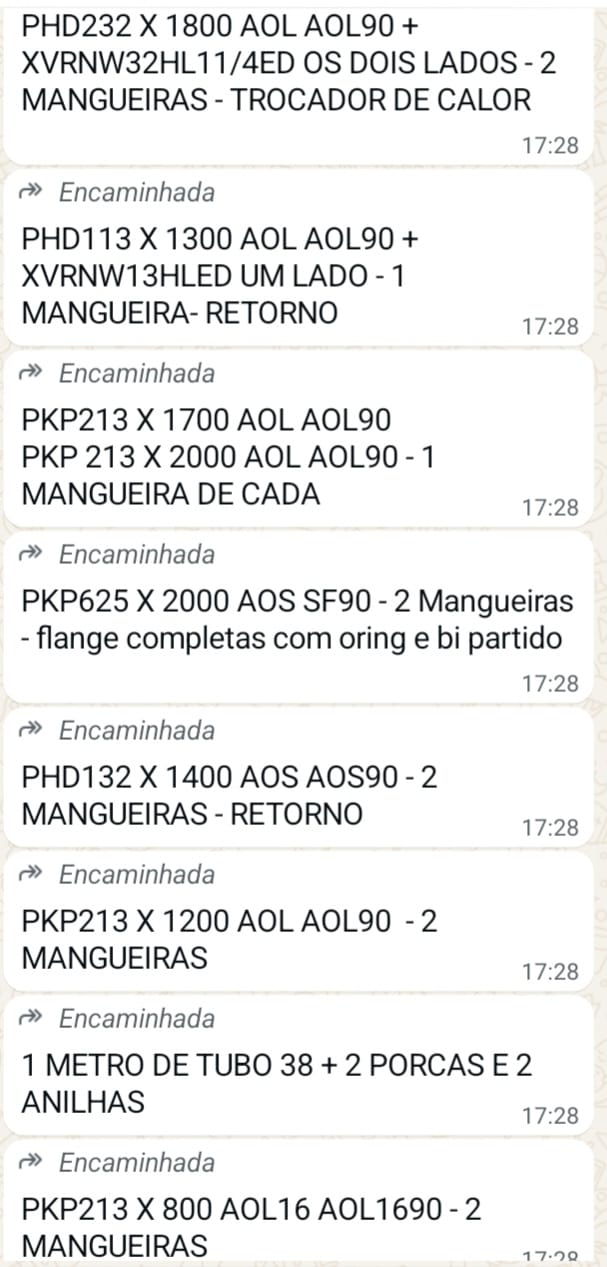 PHD232 X 1800 AOL AOL90 +
XVRNW32HL11/4ED OS DOIS LADOS - 2
MANGUEIRAS - TROCADOR DE CALOR
17:28
Encaminhada
PHD113 X 1300 AOL AOL90 +
XVRNW13HLED UM LADO - 1
MANGUEIRA- RETORNO
17:28
Encaminhada
PKP213 X 1700 AOL AOL90
PKP 213 X 2000 AOL AOL90 - 1
MANGUEIRA DE CADA
17:28
Encaminhada
PKP625 X 2000 AOS SF90 - 2 Mangueiras
- flange completas com oring e bi partido
17:28
Encaminhada
PHD132 X 1400 AOS AOS90 - 2
MANGUEIRAS - RETORNO
17:28
Encaminhada
PKP213 X 1200 AOL AOL90  - 2
MANGUEIRAS
17:28
Encaminhada
1 METRO DE TUBO 38 + 2 PORCAS E 2
ANILHAS
17:28
Encaminhada
PKP213 X 800 AOL16 AOL1690 - 2
MANGUEIRAS
17:28